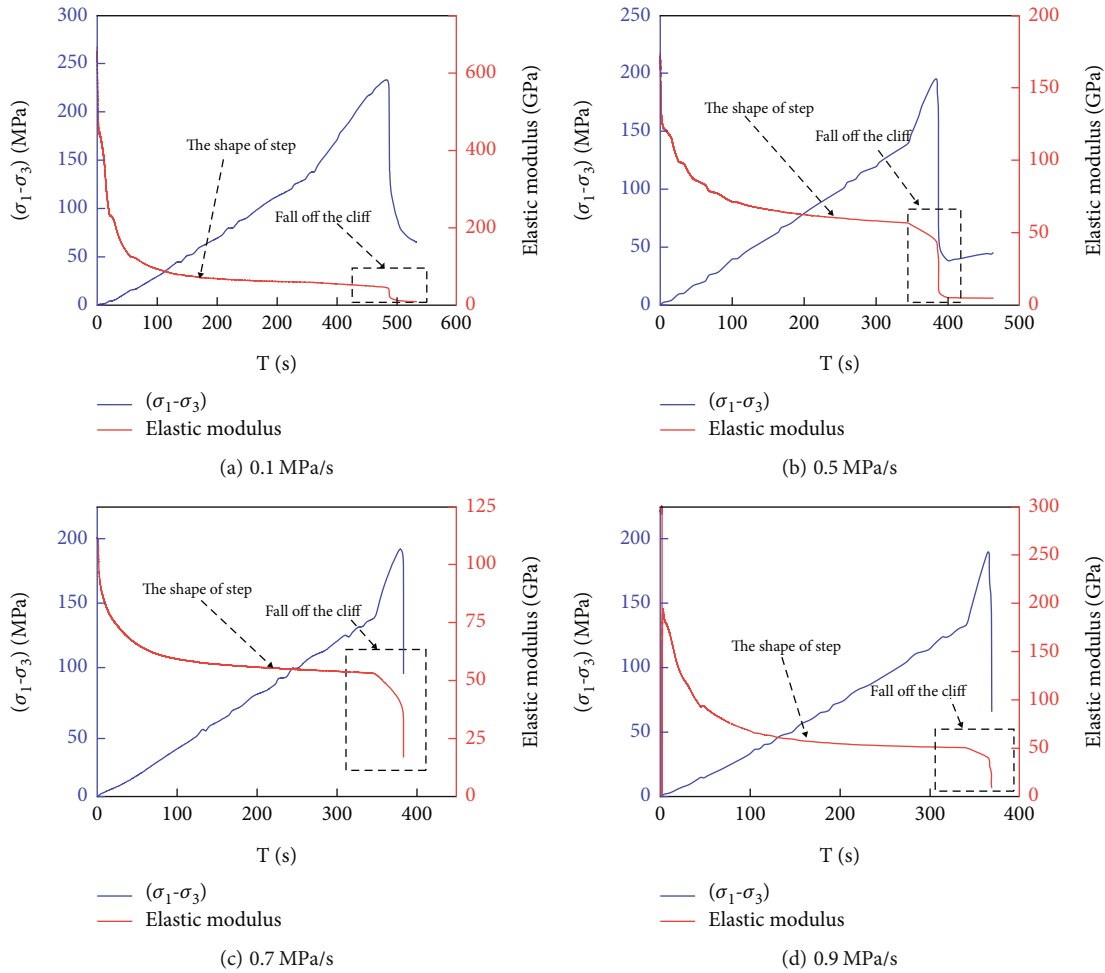 300
250
200
150
100
50
0
(σ₁-σ₃) (MPa)
0 100 200 300 400 500 600
T (s)
600
400
200
0
Elastic modulus (GPa)
The shape of step
Fall off the cliff
(σ₁-σ₃)
Elastic modulus
(a) 0.1 MPa/s
250
200
150
100
50
0
(σ₁-σ₃) (MPa)
0 100 200 300 400 500
T (s)
200
150
100
50
0
Elastic modulus (GPa)
The shape of step
Fall off the cliff
(σ₁-σ₃)
Elastic modulus
(b) 0.5 MPa/s
200
150
100
50
0
(σ₁-σ₃) (MPa)
0 100 200 300 400
T (s)
125
100
75
50
25
0
Elastic modulus (GPa)
The shape of step
Fall off the cliff
(σ₁-σ₃)
Elastic modulus
(c) 0.7 MPa/s
200
150
100
50
0
(σ₁-σ₃) (MPa)
0 100 200 300 400
T (s)
300
250
200
150
100
50
0
Elastic modulus (GPa)
The shape of step
Fall off the cliff
(σ₁-σ₃)
Elastic modulus
(d) 0.9 MPa/s